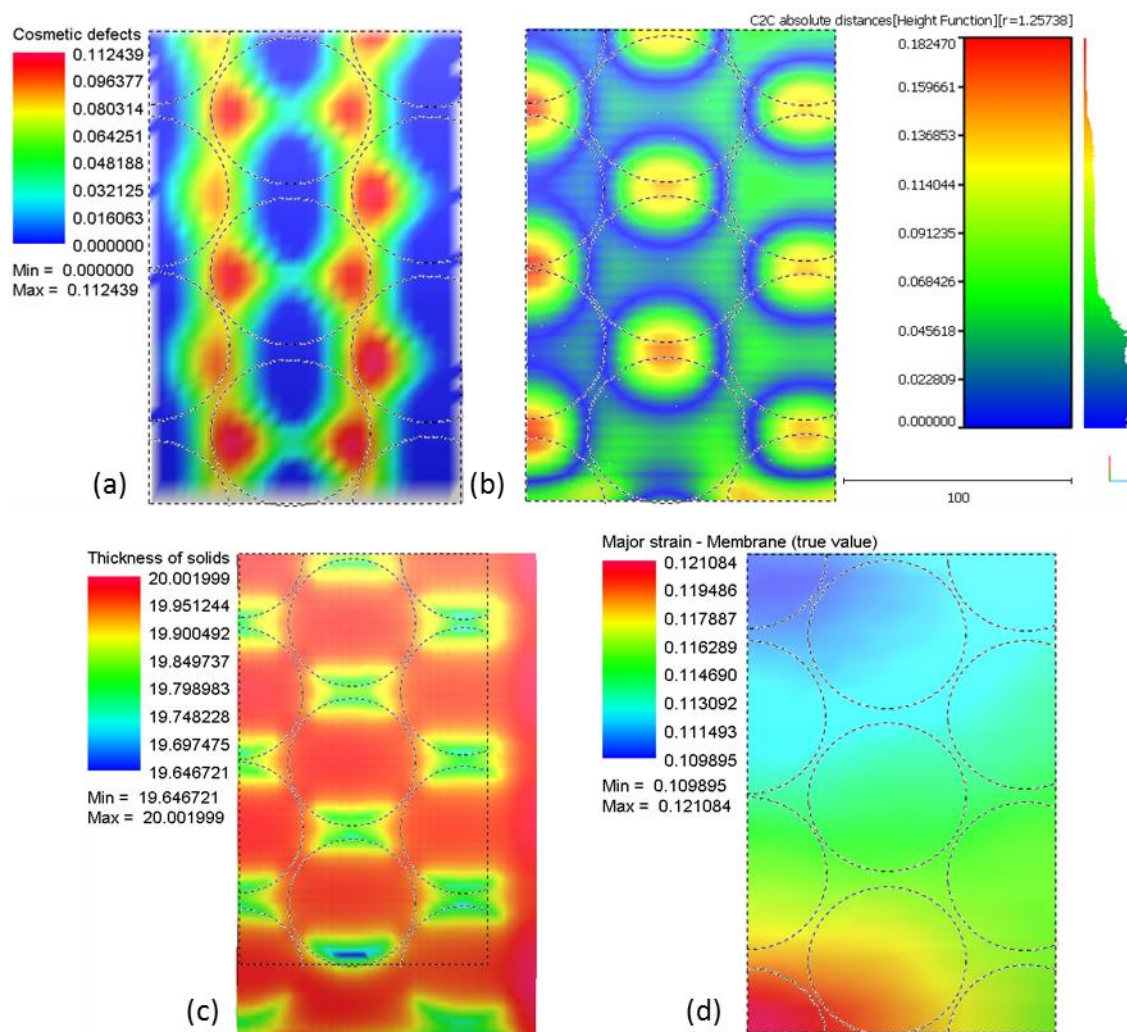 Cosmetic defects
0.112439
0.096377
0.080314
0.064251
0.048188
0.032125
0.016063
0.000000
Min = 0.000000
Max = 0.112439
(a)
(b)
C2C absolute distances[Height Function][r=1.25738]
0.182470
0.159661
0.136853
0.114044
0.091235
0.068426
0.045618
0.022809
0.000000
100
Thickness of solids
20.001999
19.951244
19.900492
19.849737
19.798983
19.748228
19.697475
19.646721
Min = 19.646721
Max = 20.001999
(c)
Major strain - Membrane (true value)
0.121084
0.119486
0.117887
0.116289
0.114690
0.113092
0.111493
0.109895
Min = 0.109895
Max = 0.121084
(d)